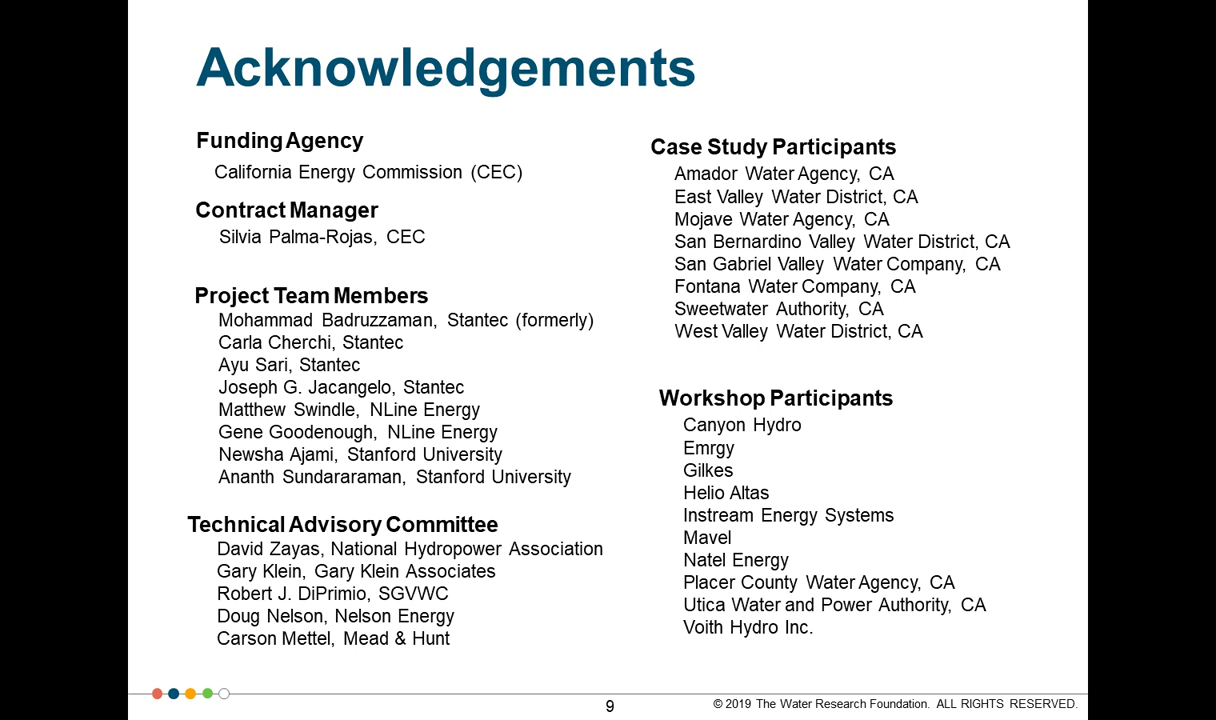 Acknowledgements
Funding Agency
California Energy Commission (CEC)
Contract Manager
Silvia Palma-Rojas, CEC
Project Team Members
Mohammad Badruzzaman, Stantec (formerly)
Carla Cherchi, Stantec
Ayu Sari, Stantec
Joseph G. Jacangelo, Stantec
Matthew Swindle, NLine Energy
Gene Goodenough, NLine Energy
Newsha Ajami, Stanford University
Ananth Sundararaman, Stanford University
Technical Advisory Committee
David Zayas, National Hydropower Association
Gary Klein, Gary Klein Associates
Robert J. DiPrimio, SGVWC
Doug Nelson, Nelson Energy
Carson Mettel, Mead & Hunt
Case Study Participants
Amador Water Agency, CA
East Valley Water District, CA
Mojave Water Agency, CA
San Bernardino Valley Water District, CA
San Gabriel Valley Water Company, CA
Fontana Water Company, CA
Sweetwater Authority, CA
West Valley Water District, CA
Workshop Participants
Canyon Hydro
Emrgy
Gilkes
Helio Altas
Instream Energy Systems
Mavel
Natel Energy
Placer County Water Agency, CA
Utica Water and Power Authority, CA
Voith Hydro Inc.
9
© 2019 The Water Research Foundation. ALL RIGHTS RESERVED.